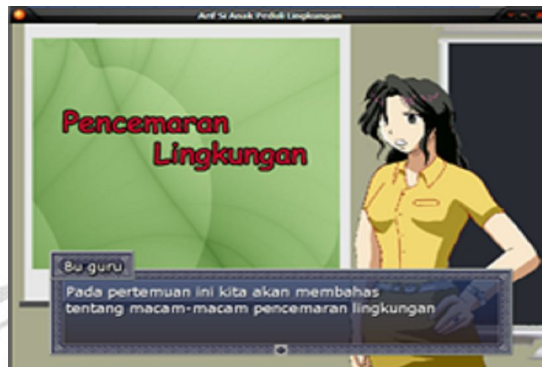 Arif Si Anak Peduli Lingkungan
Pencemaran
Lingkungan
Bu guru
Pada pertemuan ini kita akan membahas
tentang macam-macam pencemaran lingkungan